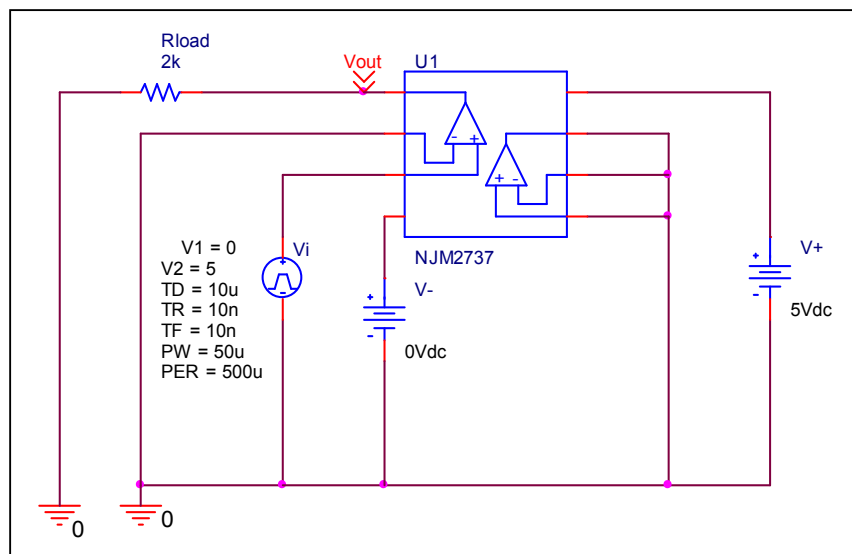 Rload
2k
Vout
U1
-
+
+
-
NJM2737
V1 = 0
V2 = 5
TD = 10u
TR = 10n
TF = 10n
PW = 50u
PER = 500u
Vi
+
-
V-
+
-
0Vdc
V+
+
-
5Vdc
0
0